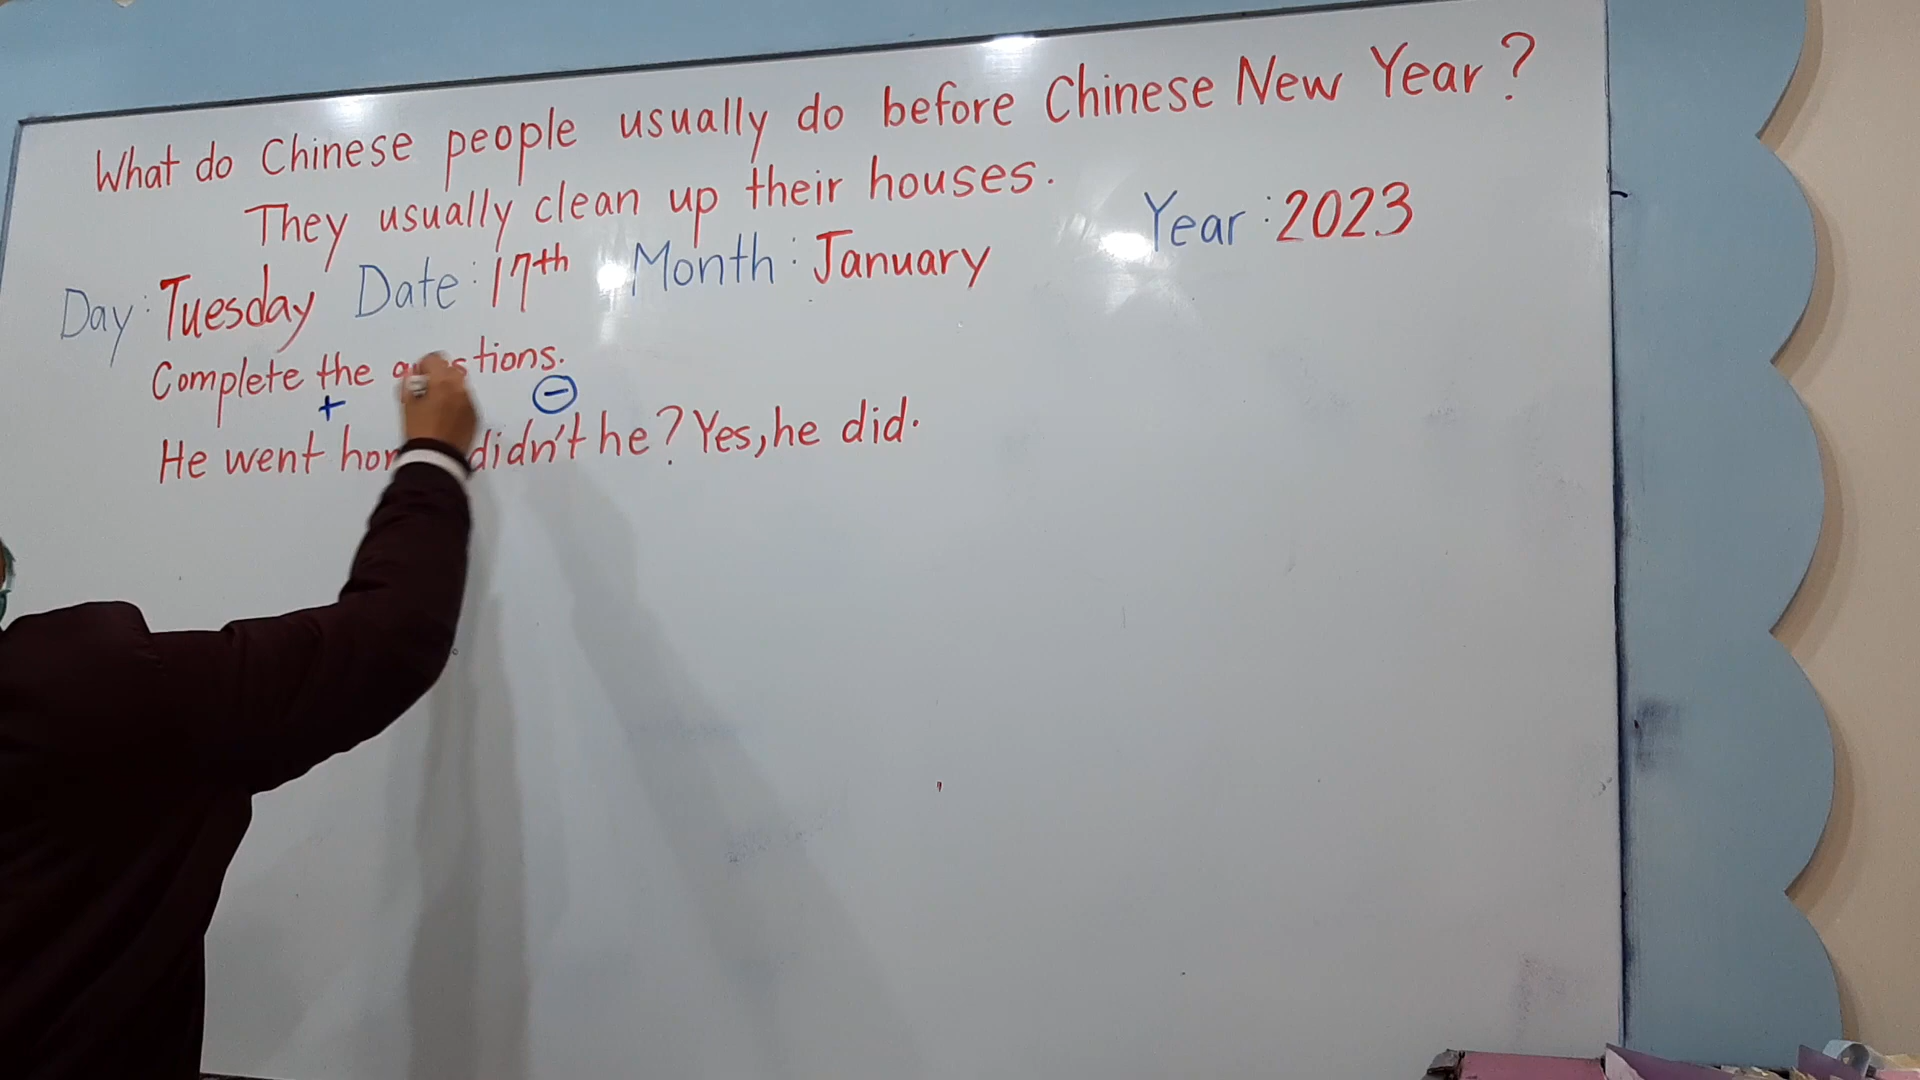 What do Chinese people usually do before Chinese New Year?
They usually clean up their houses.
Year: 2023
Day: Tuesday Date: 17th Month: January
Complete the
+ -
He went didn't he? Yes, he did.